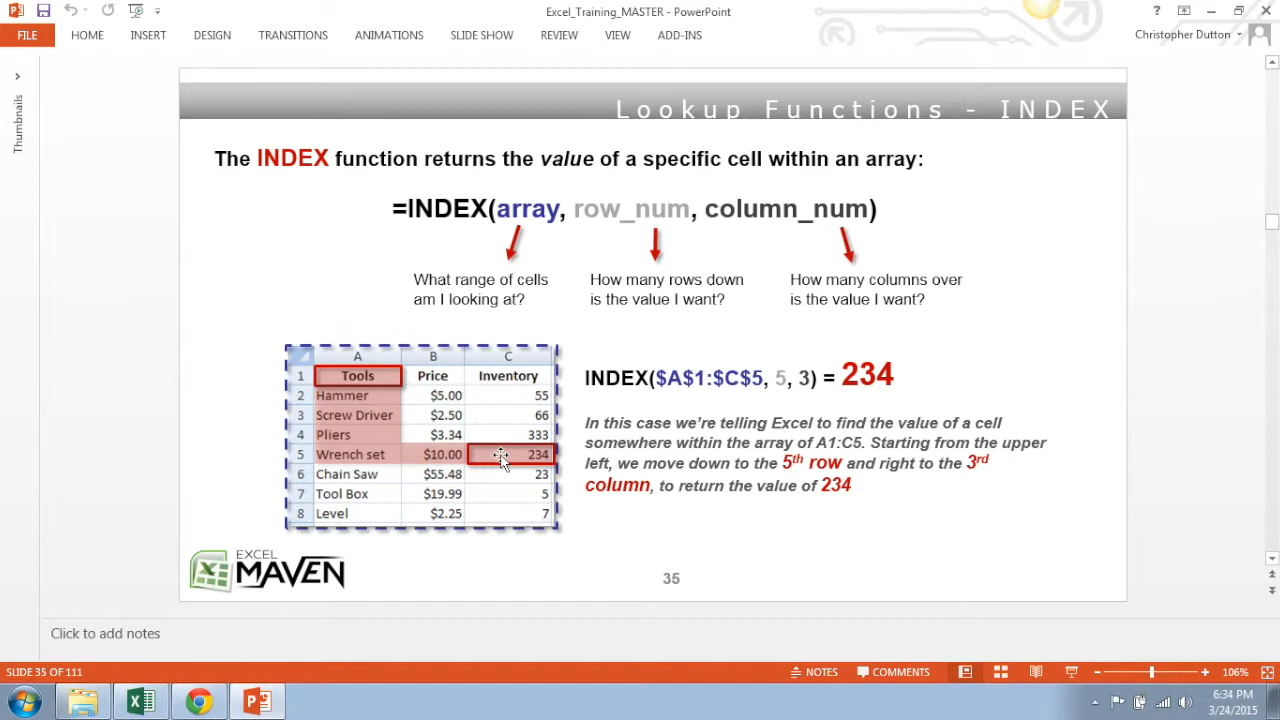 Excel_Training_MASTER - PowerPoint
?
FILE HOME INSERT DESIGN TRANSITIONS ANIMATIONS SLIDE SHOW REVIEW VIEW ADD-INS Christopher Dutton
Thumbnails
Lookup Functions - INDEX
The INDEX function returns the value of a specific cell within an array:
=INDEX(array, row_num, column_num)
What range of cells
am I looking at?
How many rows down
is the value I want?
How many columns over
is the value I want?
A B C
1 Tools Price Inventory
2 Hammer $5.00 55
3 Screw Driver $2.50 66
4 Pliers $3.34 333
5 Wrench set $10.00 234
6 Chain Saw $55.48 23
7 Tool Box $19.99 5
8 Level $2.25 7
INDEX($A$1:$C$5, 5, 3) = 234
In this case we're telling Excel to find the value of a cell
somewhere within the array of A1:C5. Starting from the upper
left, we move down to the 5th row and right to the 3rd
column, to return the value of 234
EXCEL
MAVEN
35
Click to add notes
SLIDE 35 OF 111 NOTES COMMENTS 106%
6:34 PM
3/24/2015